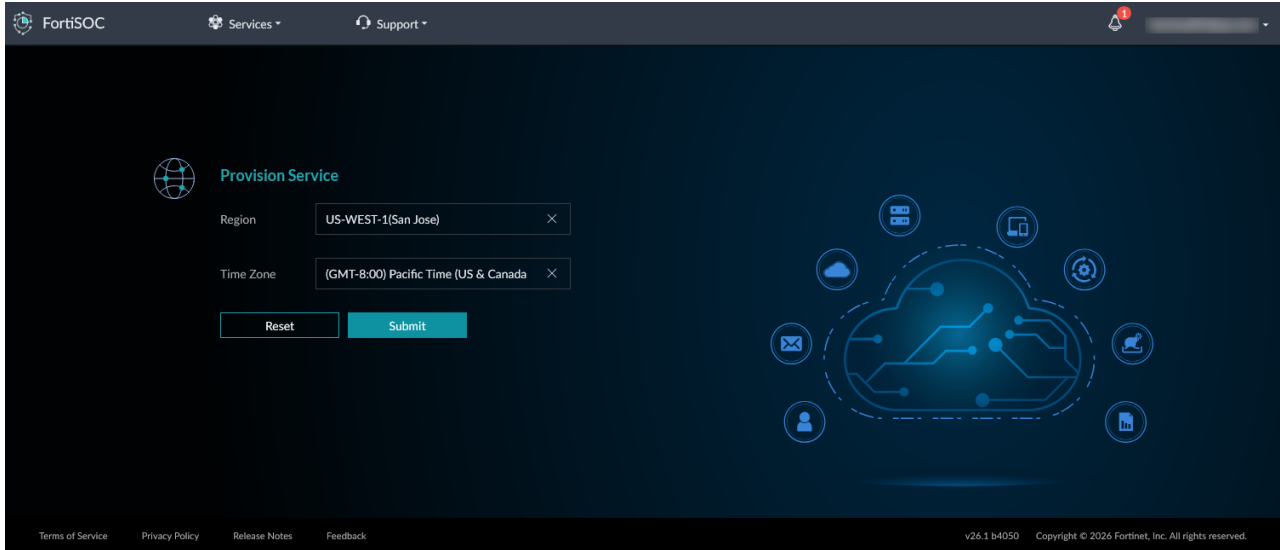 FortiSOC Services Support 1
Provision Service
Region US-WEST-1(San Jose)
Time Zone (GMT-8:00) Pacific Time (US & Canada
Reset Submit
Terms of Service Privacy Policy Release Notes Feedback v26.1 b4050 Copyright © 2026 Fortinet, Inc. All rights reserved.